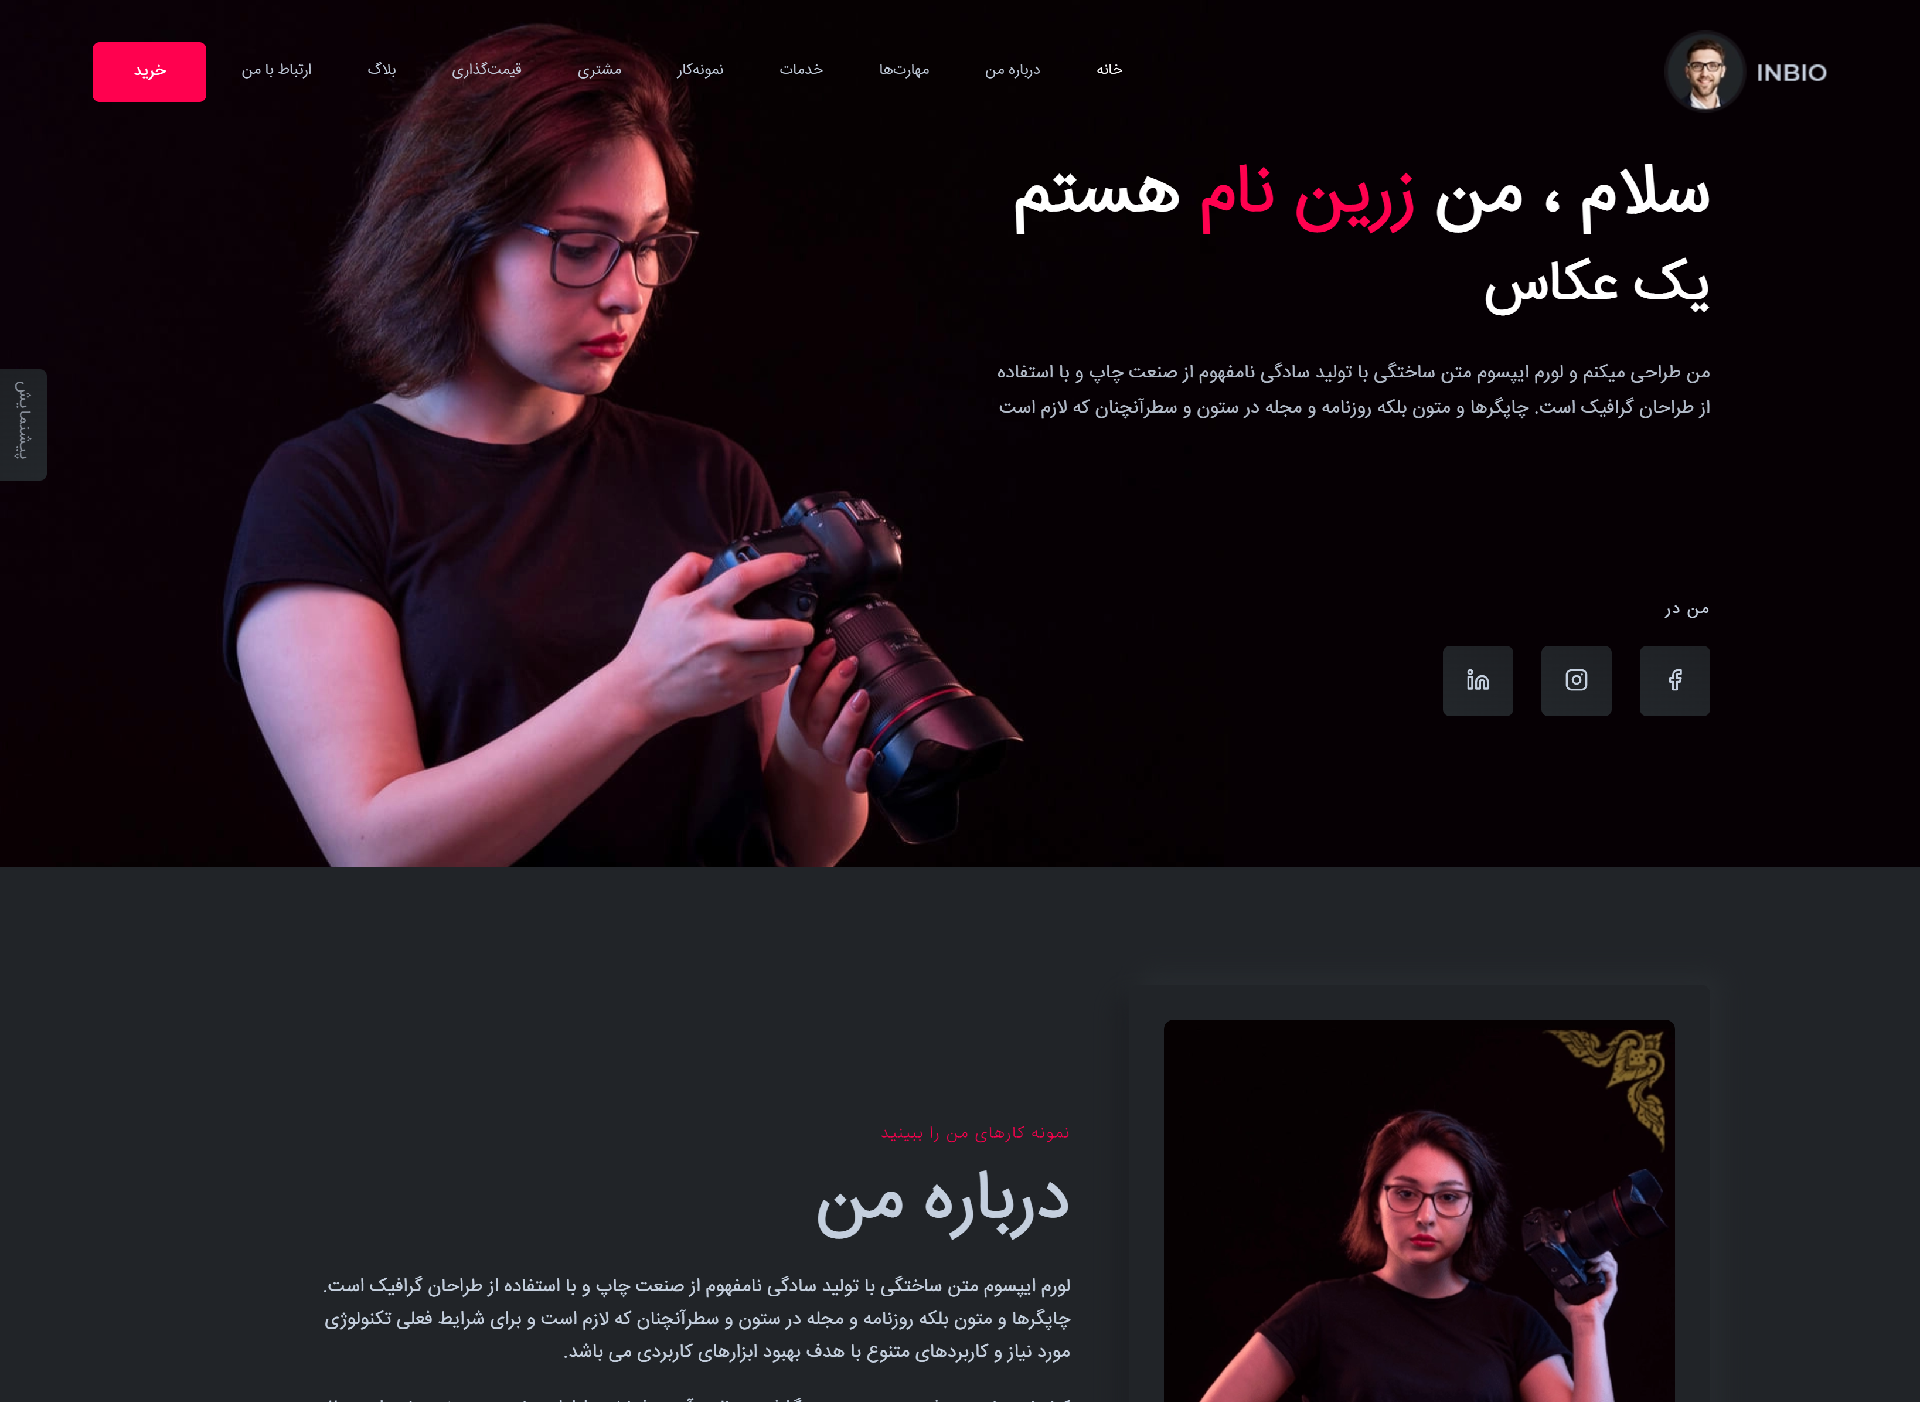 INBIO
خانه
درباره من
مهارت‌ها
خدمات
نمونه‌کار
مشتری
قیمت‌گذاری
بلاگ
ارتباط با من
خرید
سلام ، من زرین نام هستم
یک عکاس
من طراحی میکنم و لورم ایپسوم متن ساختگی با تولید سادگی نامفهوم از صنعت چاپ و با استفاده
از طراحان گرافیک است. چاپگرها و متون بلکه روزنامه و مجله در ستون و سطرآنچنان که لازم است
پیشنمایش
من در
نمونه کارهای من را ببینید
درباره من
لورم ایپسوم متن ساختگی با تولید سادگی نامفهوم از صنعت چاپ و با استفاده از طراحان گرافیک است.
چاپگرها و متون بلکه روزنامه و مجله در ستون و سطرآنچنان که لازم است و برای شرایط فعلی تکنولوژی
مورد نیاز و کاربردهای متنوع با هدف بهبود ابزارهای کاربردی می باشد.